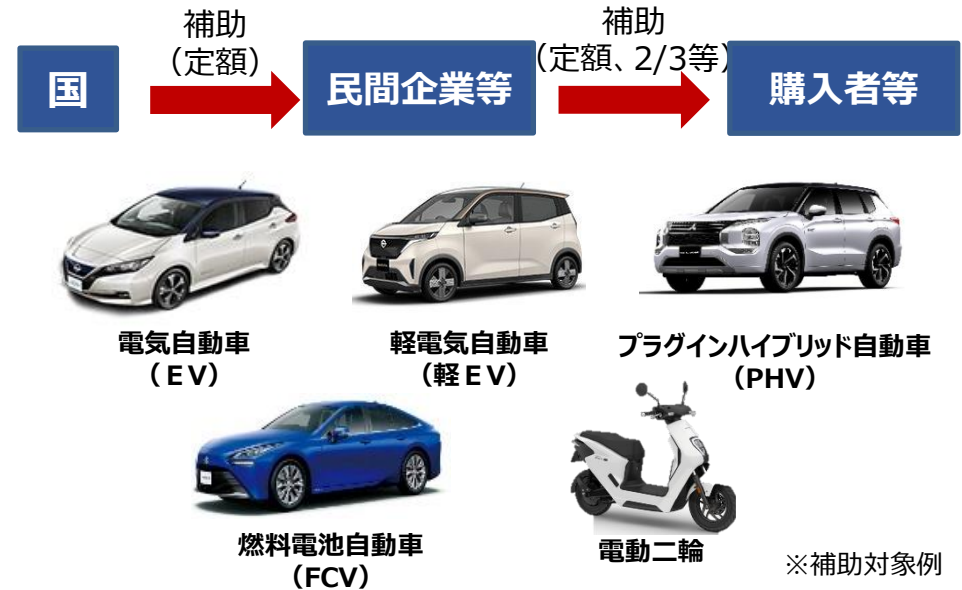 補助
（定額）
補助
（定額、2/3等）
国
民間企業等
購入者等
電気自動車
（ＥＶ）
軽電気自動車
（軽ＥＶ）
プラグインハイブリッド自動車
（PHV）
燃料電池自動車
（FCV）
電動二輪
※補助対象例